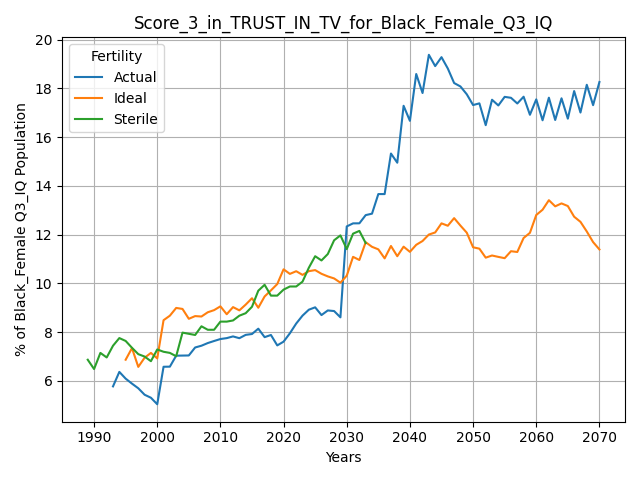 Score_3_in_TRUST_IN_TV_for_Black_Female_Q3_IQ
Fertility
Actual
Ideal
Sterile
% of Black_Female Q3_IQ Population
20
18
16
14
12
10
8
6
1990 2000 2010 2020 2030 2040 2050 2060 2070
Years